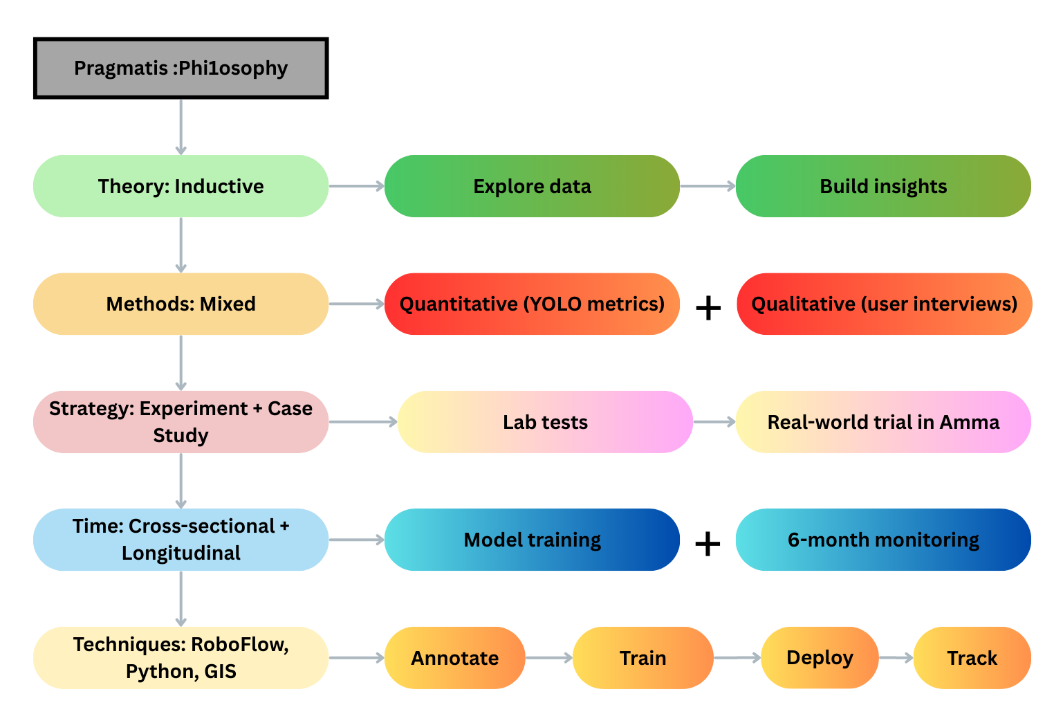 Pragmatis :Phi1osophy
Theory: Inductive
Explore data
Build insights
Methods: Mixed
Quantitative (YOLO metrics)
+
Qualitative (user interviews)
Strategy: Experiment + Case
Study
Lab tests
Real-world trial in Amma
Time: Cross-sectional +
Longitudinal
Model training
+
6-month monitoring
Techniques: RoboFlow,
Python, GIS
Annotate
Train
Deploy
Track